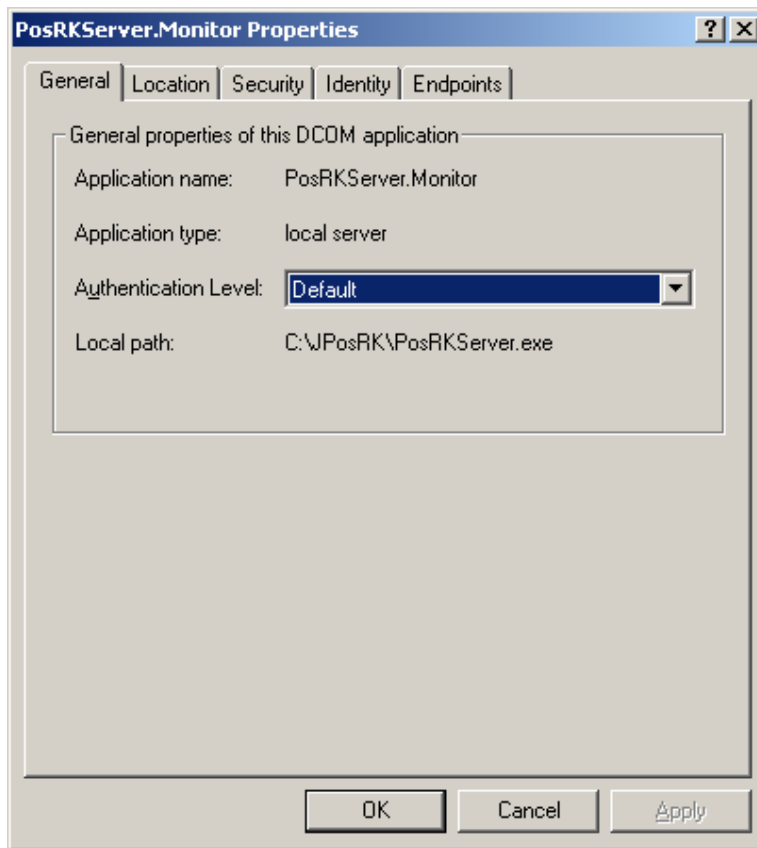 PosRKServer.Monitor Properties
General Location Security Identity Endpoints
General properties of this DCOM application
Application name: PosRKServer.Monitor
Application type: local server
Authentication Level: Default
Local path: C:\JPosRK\PosRKServer.exe
OK Cancel Apply